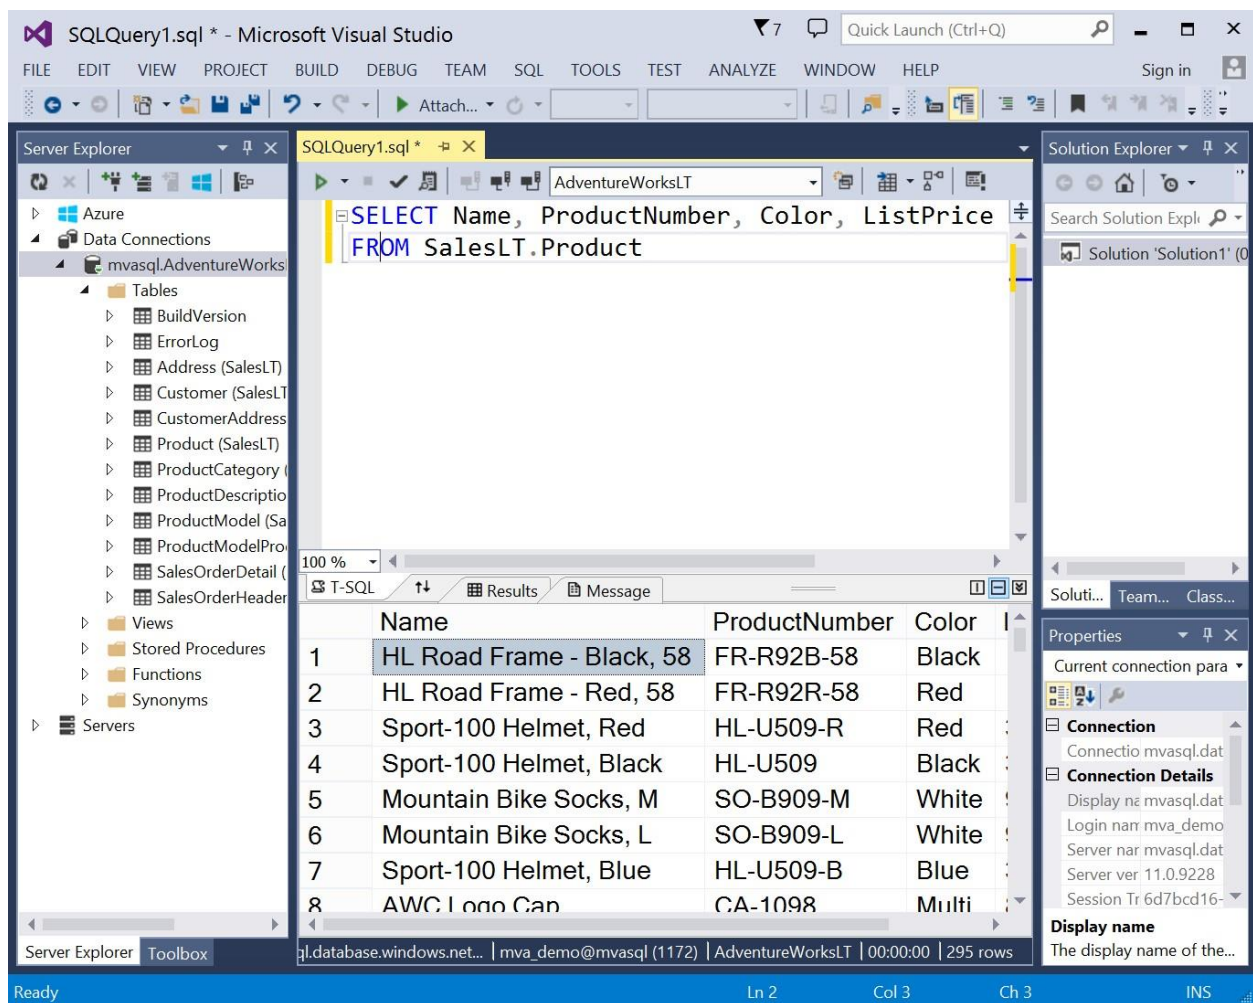 SQLQuery1.sql * - Microsoft Visual Studio
7
Quick Launch (Ctrl+Q)
FILE EDIT VIEW PROJECT BUILD DEBUG TEAM SQL TOOLS TEST ANALYZE WINDOW HELP
Sign in
Attach...
Server Explorer
Azure
Data Connections
mvasql.AdventureWorksl
Tables
BuildVersion
ErrorLog
Address (SalesLT)
Customer (SalesLT
CustomerAddress
Product (SalesLT)
ProductCategory (
ProductDescriptio
ProductModel (Sa
ProductModelPro
SalesOrderDetail (
SalesOrderHeader
Views
Stored Procedures
Functions
Synonyms
Servers
Server Explorer Toolbox
SQLQuery1.sql *
AdventureWorksLT
SELECT Name, ProductNumber, Color, ListPrice
FROM SalesLT.Product
100 %
T-SQL Results Message
Name ProductNumber Color
1 HL Road Frame - Black, 58 FR-R92B-58 Black
2 HL Road Frame - Red, 58 FR-R92R-58 Red
3 Sport-100 Helmet, Red HL-U509-R Red
4 Sport-100 Helmet, Black HL-U509 Black
5 Mountain Bike Socks, M SO-B909-M White
6 Mountain Bike Socks, L SO-B909-L White
7 Sport-100 Helmet, Blue HL-U509-B Blue
8 AWC Logo Cap CA-1098 Multi
ql.database.windows.net... mva_demo@mvasql (1172) AdventureWorksLT 00:00:00 295 rows
Solution Explorer
Search Solution Expl
Solution 'Solution1' (0
Soluti... Team... Class...
Properties
Current connection para
Connection
Connectio mvasql.dat
Connection Details
Display na mvasql.dat
Login nam mva_demo
Server nar mvasql.dat
Server ver 11.0.9228
Session Tr 6d7bcd16-
Display name
The display name of the...
Ready Ln 2 Col 3 Ch 3 INS